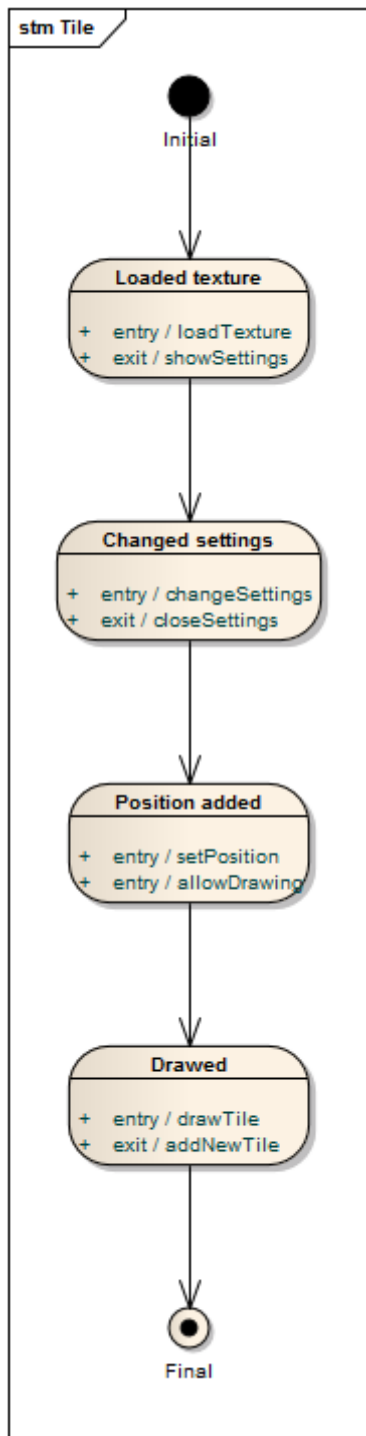 stm Tile
Initial
Loaded texture
+ entry / loadTexture
+ exit / showSettings
Changed settings
+ entry / changeSettings
+ exit / closeSettings
Position added
+ entry / setPosition
+ entry / allowDrawing
Drawed
+ entry / drawTile
+ exit / addNewTile
Final